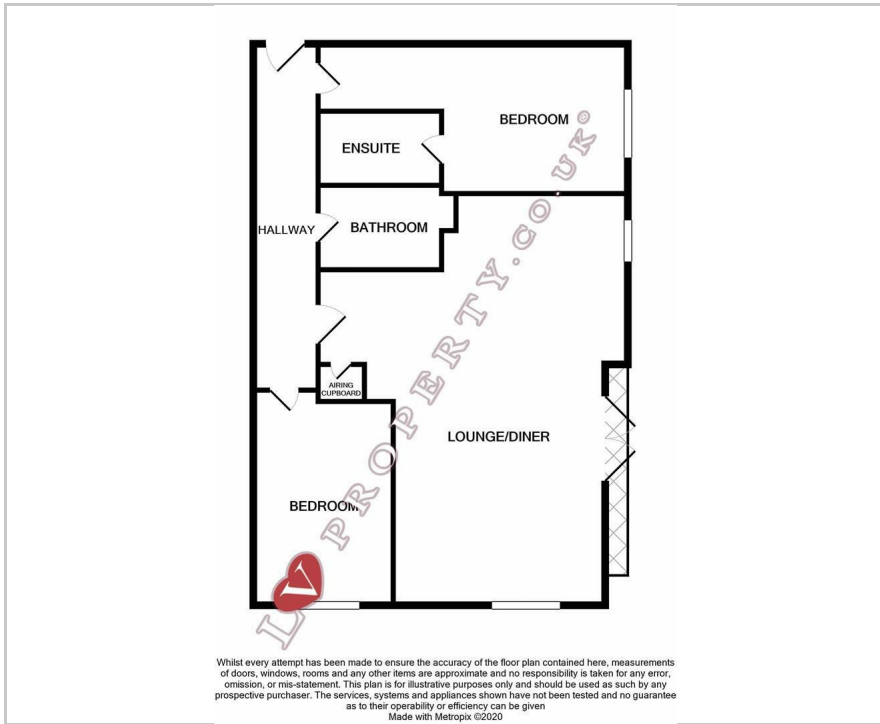 BEDROOM
ENSUITE
BATHROOM
HALLWAY
AIRING
CUPBOARD
LOUNGE/DINER
BEDROOM
LV PROPERTY.CO.UK®
Whilst every attempt has been made to ensure the accuracy of the floor plan contained here, measurements
of doors, windows, rooms and any other items are approximate and no responsibility is taken for any error,
omission, or mis-statement. This plan is for illustrative purposes only and should be used as such by any
prospective purchaser. The services, systems and appliances shown have not been tested and no guarantee
as to their operability or efficiency can be given
Made with Metropix ©2020